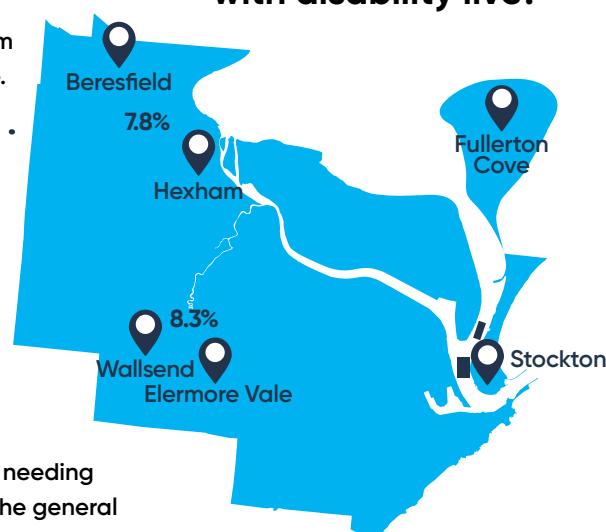 with disability live?
m
.
.
Beresfield
7.8%
Hexham
Fullerton
Cove
8.3%
Wallsend
Elermore Vale
Stockton
needing
he general